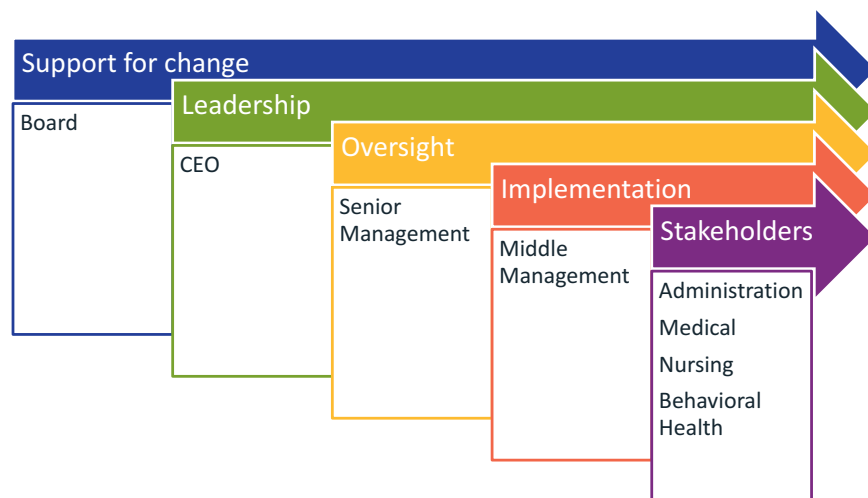 Support for change
Board
Leadership
CEO
Oversight
Senior
Management
Implementation
Middle
Management
Stakeholders
Administration
Medical
Nursing
Behavioral
Health